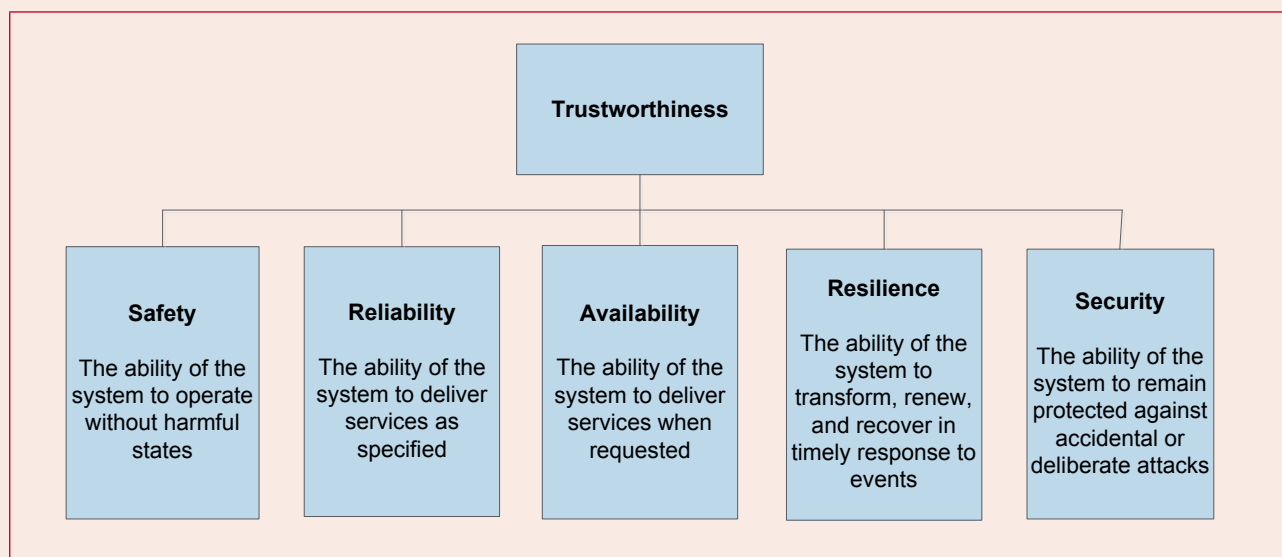 Trustworthiness
Safety
The ability of the
system to operate
without harmful
states
Reliability
The ability of the
system to deliver
services as
specified
Availability
The ability of the
system to deliver
services when
requested
Resilience
The ability of the
system to
transform, renew,
and recover in
timely response to
events
Security
The ability of the
system to remain
protected against
accidental or
deliberate attacks